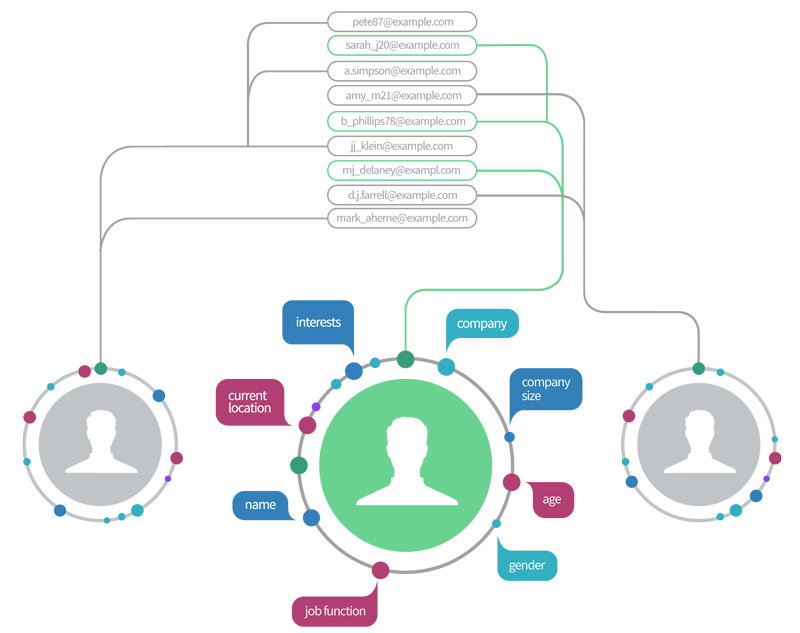 pete87@example.com
sarah_j20@example.com
a.simpson@example.com
amy_m21@example.com
b_phillips78@example.com
jj_klein@example.com
mj_delaney@exampl.com
d.j.farrell@example.com
mark_aherne@example.com
interests
company
company
size
current
location
age
name
gender
job function